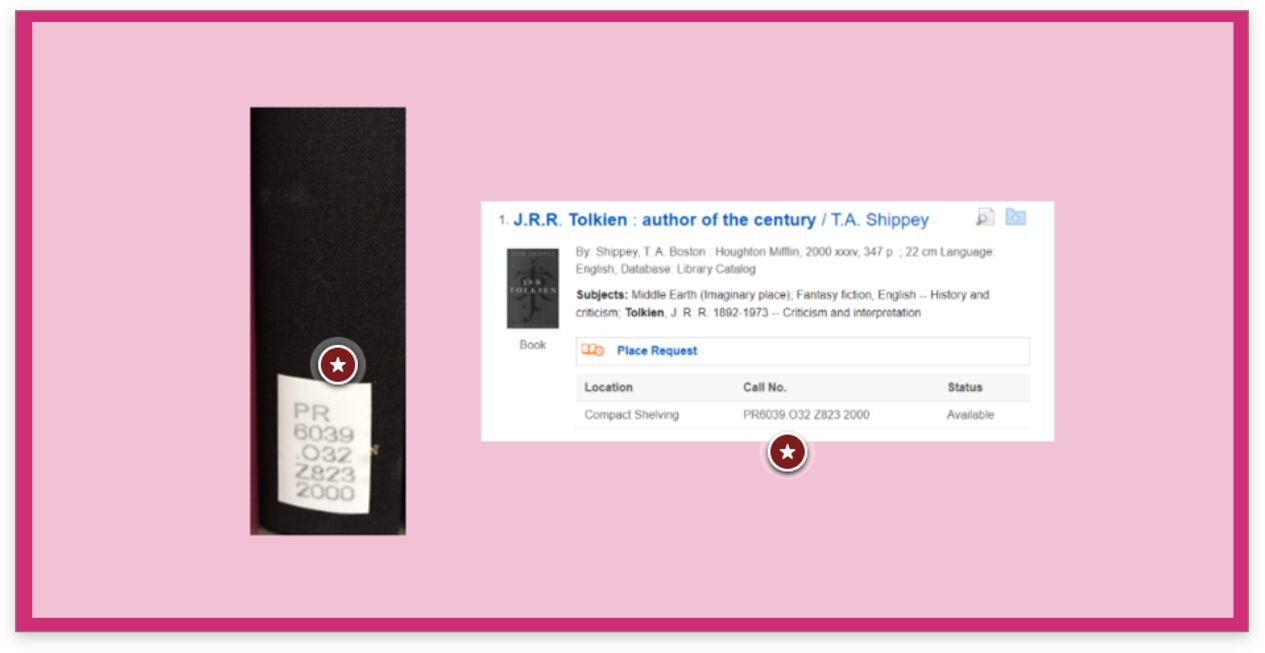 PR
6039
.O32
Z823
2000
1. J.R.R. Tolkien : author of the century / T.A. Shippey
By: Shippey, T. A. Boston : Houghton Mifflin, 2000 xxxv, 347 p. ; 22 cm Language:
English, Database: Library Catalog
Subjects: Middle Earth (Imaginary place); Fantasy fiction, English -- History and
criticism; Tolkien, J. R. R. 1892-1973 -- Criticism and interpretation
J.R.R.
TOLKIEN
Book
Place Request
Location Call No. Status
Compact Shelving PR6039.O32 Z823 2000 Available